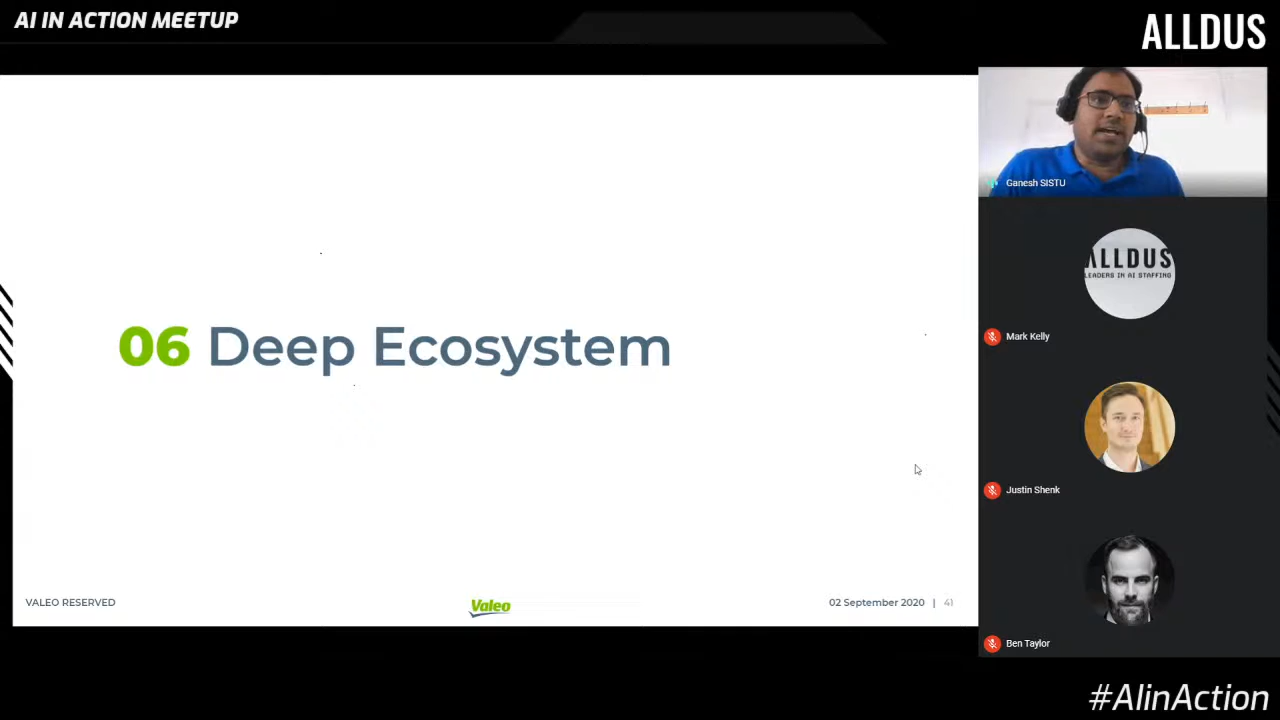 AI IN ACTION MEETUP
ALLDUS
Ganesh SISTU
ALLDUS
LEADERS IN AI STAFFING
Mark Kelly
06 Deep Ecosystem
Justin Shenk
VALEO RESERVED
Valeo
02 September 2020 | 41
Ben Taylor
#AIinAction